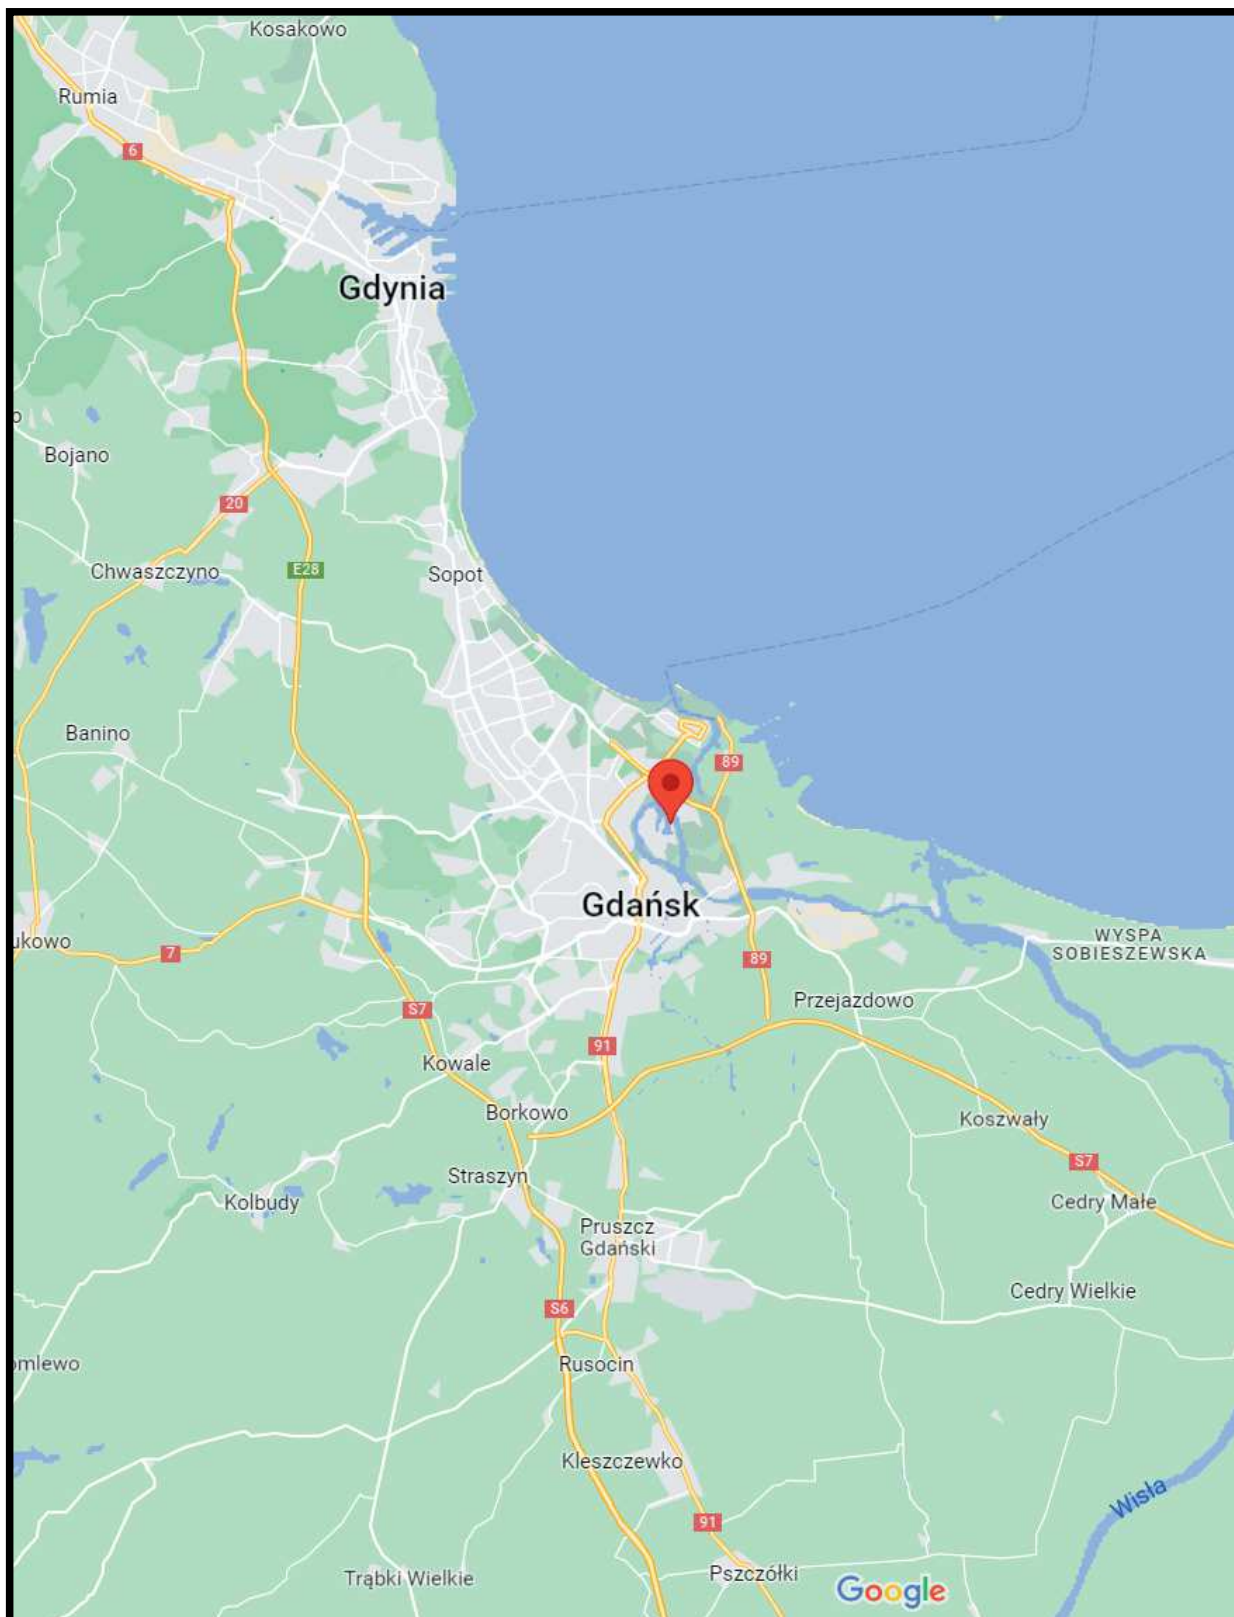 Kosakowo
Rumia
6
Gdynia
Bojano
20
Chwaszczyno
E28
Sopot
Banino
89
Gdańsk
ukowo
7
WYSPA
SOBIESZEWSKA
89
Przejazdowo
S7
91
Kowale
Borkowo
Koszwały
S7
Straszyn
Kolbudy
Cedry Małe
Pruszcz
Gdański
Cedry Wielkie
S6
omlewo
Rusocin
Kleszczewko
Wisła
91
Trąbki Wielkie
Pszczółki
Google